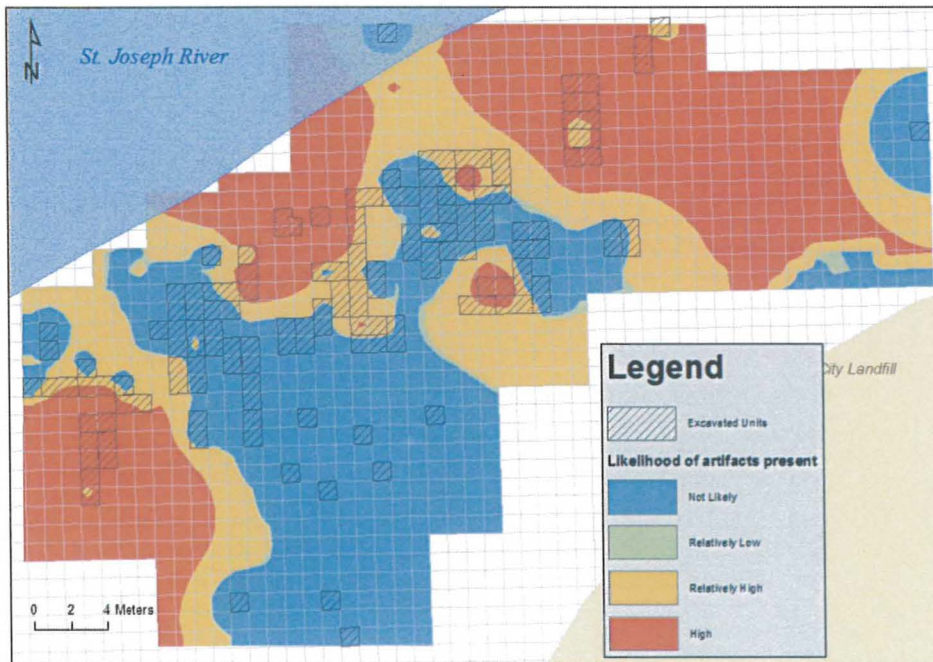 N
St. Joseph River
City Landfill
Legend
Excavated Units
Likelihood of artifacts present
Not Likely
Relatively Low
Relatively High
High
0 2 4 Meters